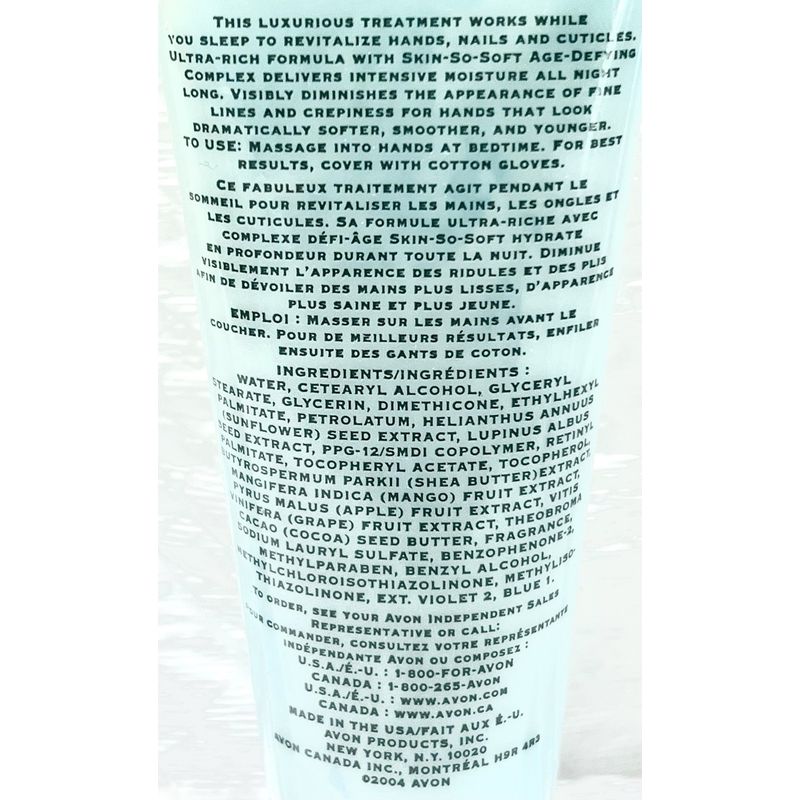 THIS LUXURIOUS TREATMENT WORKS WHILE
YOU SLEEP TO REVITALIZE HANDS, NAILS AND CUTICLES.
ULTRA-RICH FORMULA WITH SKIN-SO-SOFT AGE-DEFYING
COMPLEX DELIVERS INTENSIVE MOISTURE ALL NIGHT
LONG. VISIBLY DIMINISHES THE APPEARANCE OF FINE
LINES AND CREPINESS FOR HANDS THAT LOOK
DRAMATICALLY SOFTER, SMOOTHER, AND YOUNGER.
TO USE: MASSAGE INTO HANDS AT BEDTIME. FOR BEST
RESULTS, COVER WITH COTTON GLOVES.
CE FABULEUX TRAITEMENT AGIT PENDANT LE
SOMMEIL POUR REVITALISER LES MAINS, LES ONGLES ET
LES CUTICULES. SA FORMULE ULTRA-RICHE AVEC
COMPLEXE DÉFI-ÂGE SKIN-SO-SOFT HYDRATE
EN PROFONDEUR DURANT TOUTE LA NUIT. DIMINUE
VISIBLEMENT L'APPARENCE DES RIDULES ET DES PLIS
AFIN DE DÉVOILER DES MAINS PLUS LISSES, D'APPARENCE
PLUS SAINE ET PLUS JEUNE.
EMPLOI : MASSER SUR LES MAINS AVANT LE
COUCHER. POUR DE MEILLEURS RÉSULTATS, ENFILER
ENSUITE DES GANTS DE COTON.
INGREDIENTS/INGRÉDIENTS :
WATER, CETEARYL ALCOHOL, GLYCERYL
STEARATE, GLYCERIN, DIMETHICONE, ETHYLHEXYL
PALMITATE, PETROLATUM, HELIANTHUS ANNUUS
(SUNFLOWER) SEED EXTRACT, LUPINUS ALBUS
SEED EXTRACT, PPG-12/SMDI COPOLYMER, RETINYL
PALMITATE, TOCOPHERYL ACETATE, TOCOPHEROL,
BUTYROSPERMUM PARKII (SHEA BUTTER)EXTRACT,
MANGIFERA INDICA (MANGO) FRUIT EXTRACT,
PYRUS MALUS (APPLE) FRUIT EXTRACT, VITIS
VINIFERA (GRAPE) FRUIT EXTRACT, THEOBROMA
CACAO (COCOA) SEED BUTTER, FRAGRANCE,
SODIUM LAURYL SULFATE, BENZOPHENONE-2,
METHYLPARABEN, BENZYL ALCOHOL,
METHYLCHLOROISOTHIAZOLINONE, METHYLISO-
THIAZOLINONE, EXT. VIOLET 2, BLUE 1.
TO ORDER, SEE YOUR AVON INDEPENDENT SALES
REPRESENTATIVE OR CALL:
POUR COMMANDER, CONSULTEZ VOTRE REPRÉSENTANTE
INDÉPENDANTE AVON OU COMPOSEZ :
U.S.A./É.-U. : 1-800-FOR-AVON
CANADA : 1-800-265-AVON
U.S.A./É.-U. : WWW.AVON.COM
CANADA : WWW.AVON.CA
MADE IN THE USA/FAIT AUX É.-U.
AVON PRODUCTS, INC.
NEW YORK, N.Y. 10020
AVON CANADA INC., MONTRÉAL H9R 4R3
©2004 AVON